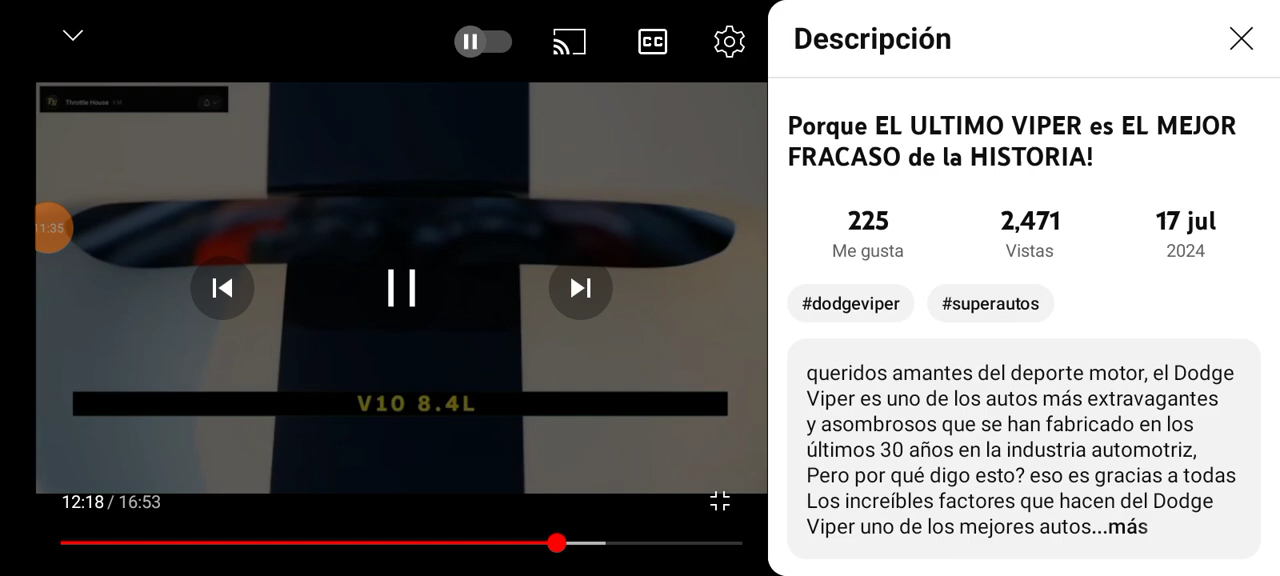 CC
Throttle House
11:35
V10 8.4L
12:18 / 16:53
Descripción
Porque EL ULTIMO VIPER es EL MEJOR
FRACASO de la HISTORIA!
225 2,471 17 jul
Me gusta Vistas 2024
#dodgeviper #superautos
queridos amantes del deporte motor, el Dodge
Viper es uno de los autos más extravagantes
y asombrosos que se han fabricado en los
últimos 30 años en la industria automotriz,
Pero por qué digo esto? eso es gracias a todas
Los increíbles factores que hacen del Dodge
Viper uno de los mejores autos...más